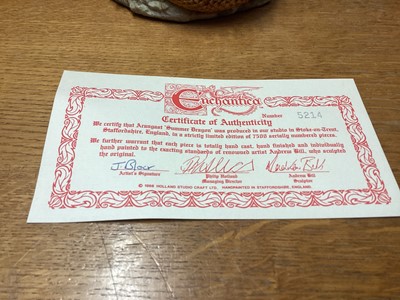 Enchantica
Certificate of Authenticity
Number 5214
We certify that Arangast 'Summer Dragon' was produced in our studio in Stoke-on-Trent,
Staffordshire, England, in a strictly limited edition of 7500 serially numbered pieces.
We further warrant that each piece is totally hand cast, hand finished and individually
hand painted to the exacting standards of renowned artist Andrew Bill, who sculpted
the original.
Artist's Signature
Philip Holland
Managing Director
Andrew Bill
Sculptor
HOLLAND STUDIO CRAFT LTD. HANDPAINTED IN STAFFORDSHIRE, ENGLAND.